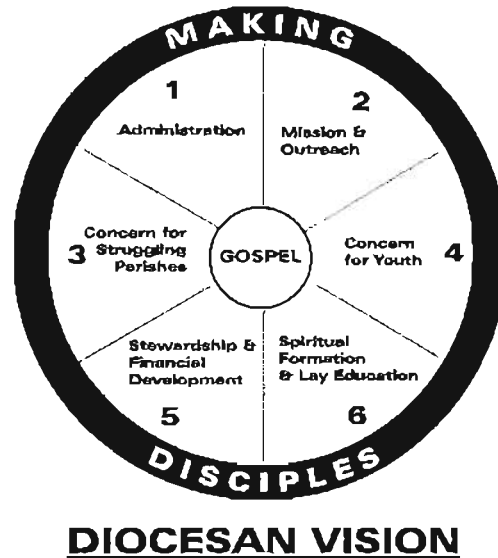 MAKING
1
Administration
2
Mission &
Outreach
3
Concern for
Struggling
Parishes
GOSPEL
Concern
for Youth
4
Stewardship &
Financial
Development
5
Spiritual
Formation
& Lay Education
6
DISCIPLES
DIOCESAN VISION